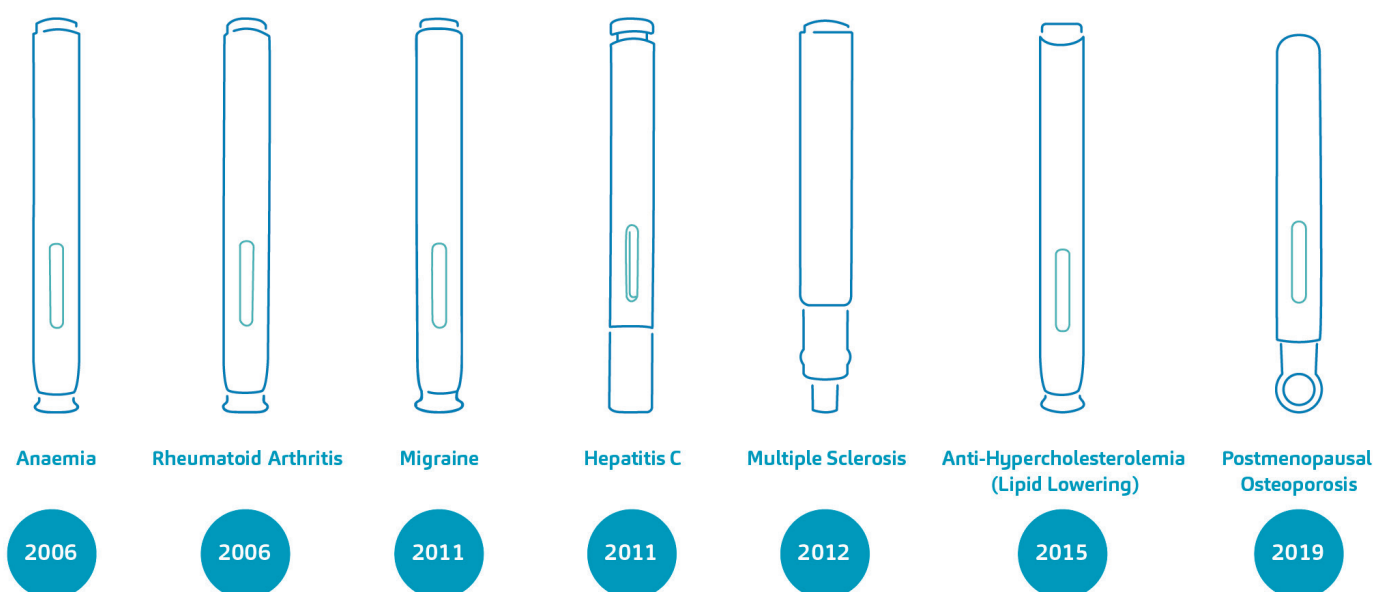 Anaemia
Rheumatoid Arthritis
Migraine
Hepatitis C
Multiple Sclerosis
Anti-Hypercholesterolemia
(Lipid Lowering)
Postmenopausal
Osteoporosis
2006
2006
2011
2011
2012
2015
2019